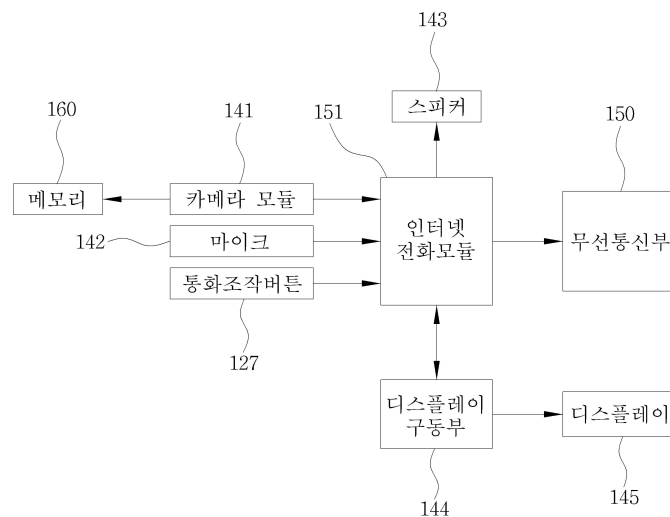 143
스피커
160
141
151
150
메모리
카메라 모듈
인터넷
전화모듈
무선통신부
142
마이크
통화조작버튼
127
디스플레이
구동부
디스플레이
144
145